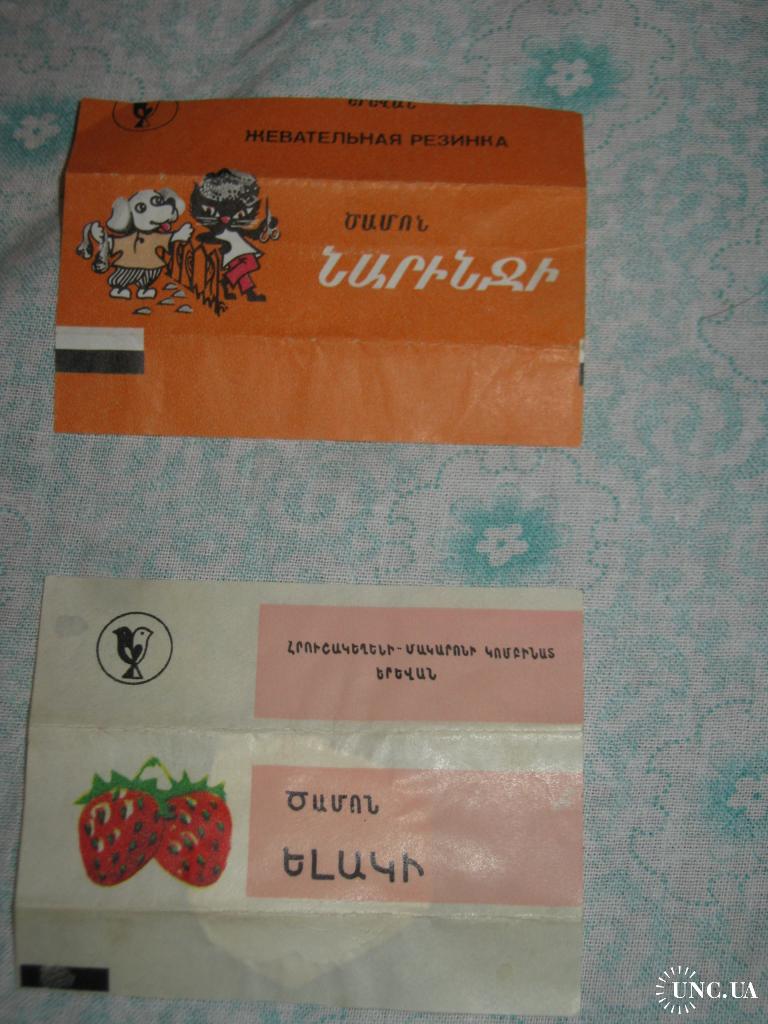 ԵՐԵՎԱՆ
ЖЕВАТЕЛЬНАЯ РЕЗИНКА
ԾԱՄՈՆ
ՆԱՐԻՆՋԻ
ՀՐՈՒՇԱԿԵՂԵՆԻ-ՄԱԿԱՐՈՆԻ ԿՈՄԲԻՆԱՏ
ԵՐԵՎԱՆ
ԾԱՄՈՆ
ԵԼԱԿԻ
UNC.UA